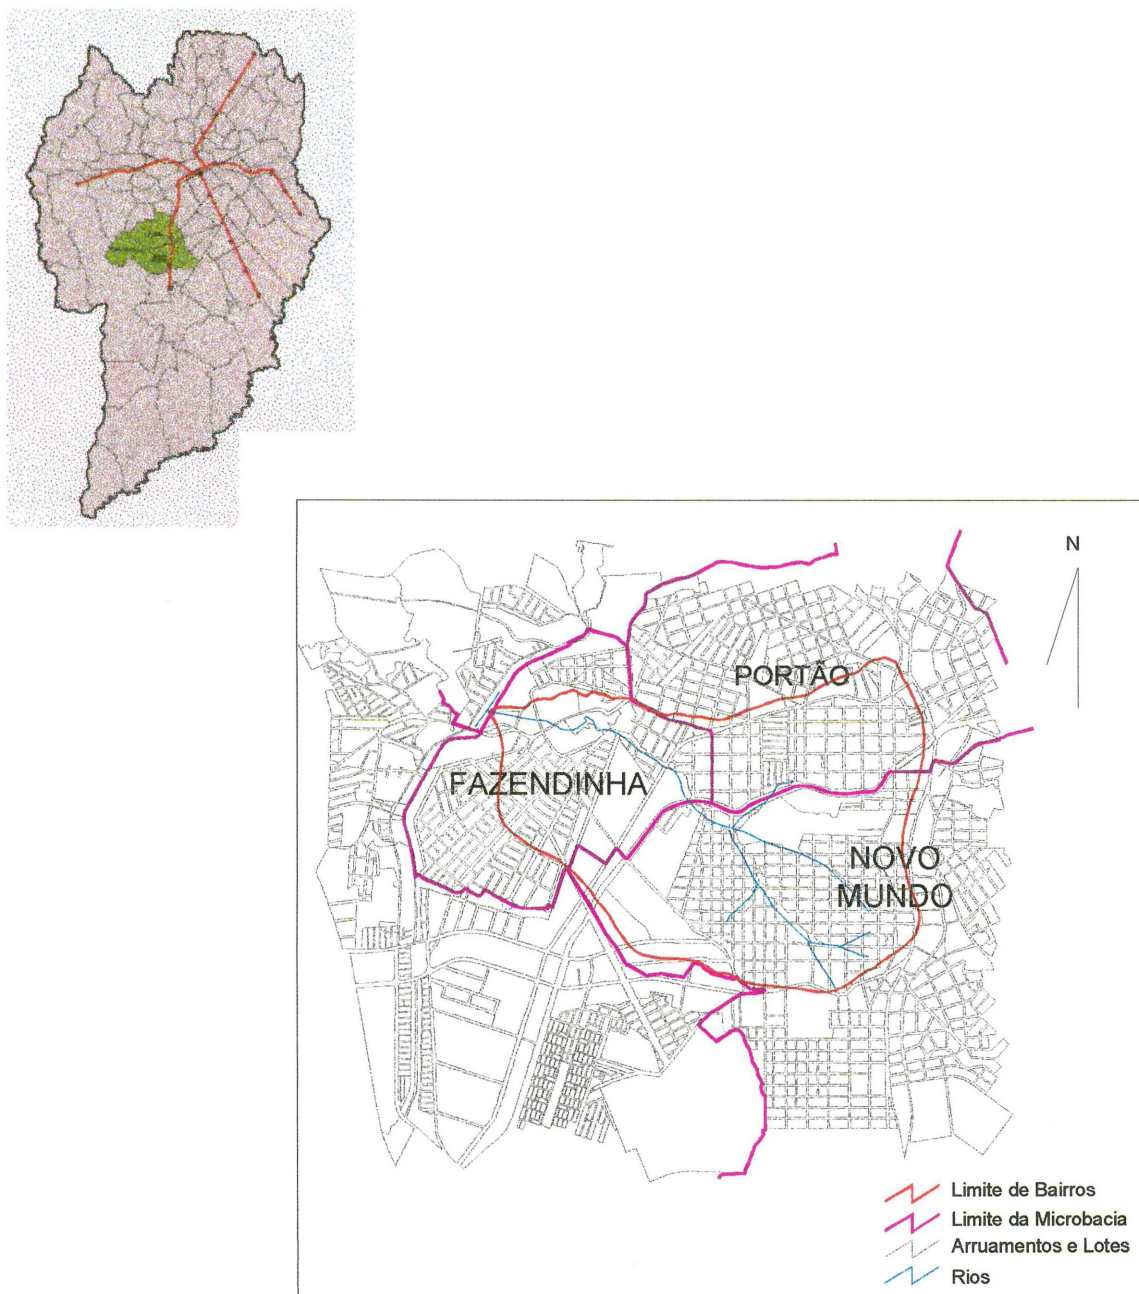 N
PORTÃO
FAZENDINHA
NOVO
MUNDO
Limite de Bairros
Limite da Microbacia
Arruamentos e Lotes
Rios